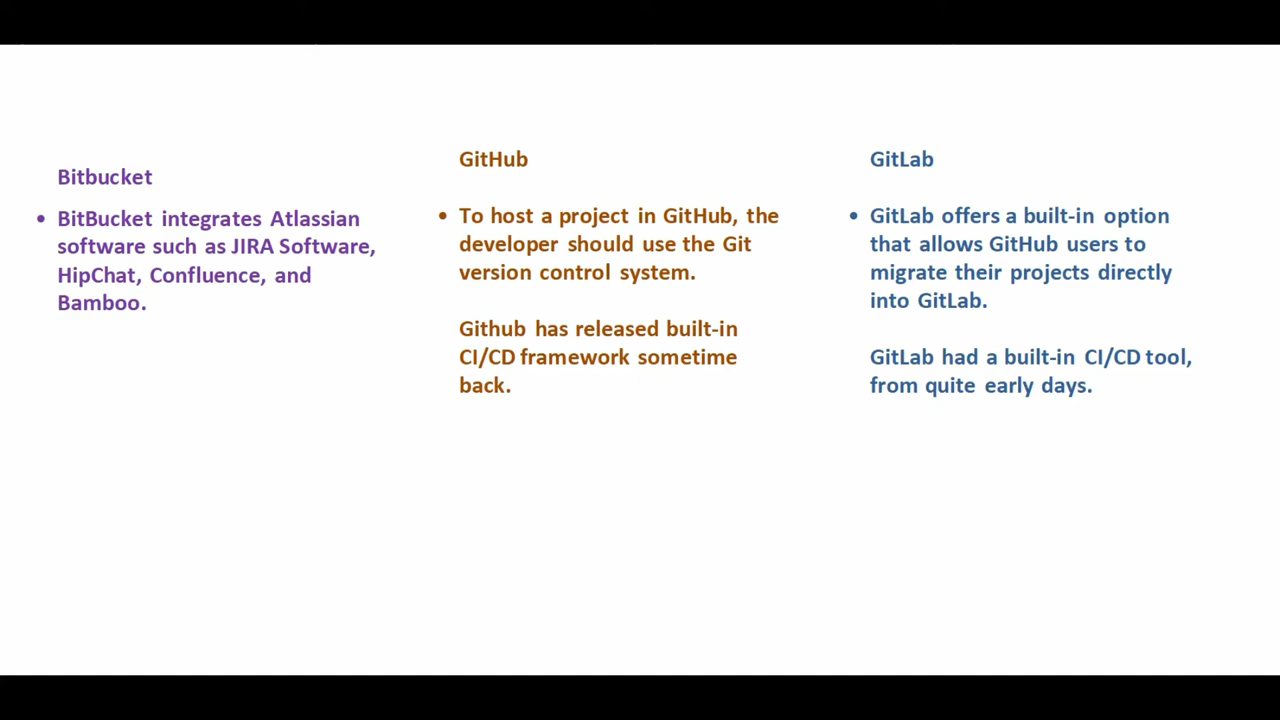 Bitbucket
• BitBucket integrates Atlassian
software such as JIRA Software,
HipChat, Confluence, and
Bamboo.
GitHub
• To host a project in GitHub, the
developer should use the Git
version control system.
Github has released built-in
CI/CD framework sometime
back.
GitLab
• GitLab offers a built-in option
that allows GitHub users to
migrate their projects directly
into GitLab.
GitLab had a built-in CI/CD tool,
from quite early days.